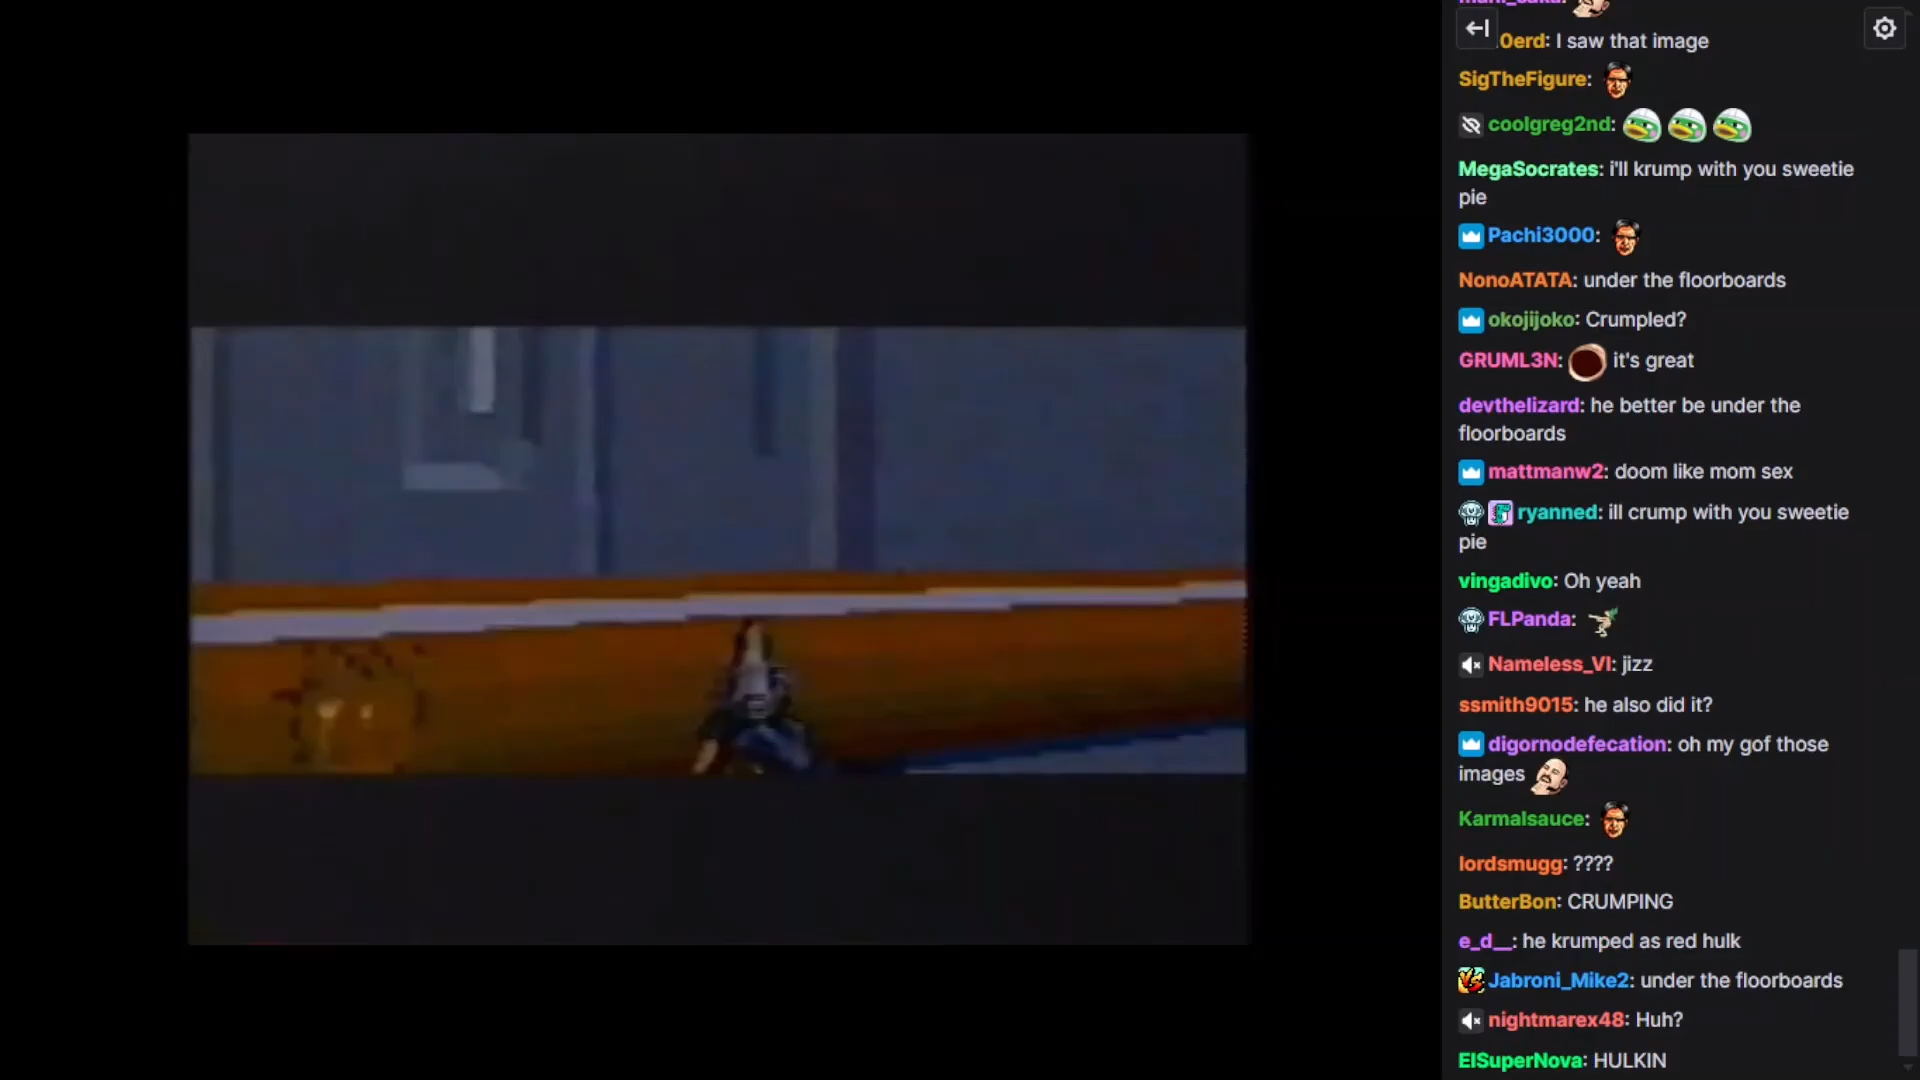 0erd: I saw that image
SigTheFigure:
coolgreg2nd:
MegaSocrates: i'll krump with you sweetie
pie
Pachi3000:
NonoATATA: under the floorboards
okojijoko: Crumpled?
GRUML3N: it's great
devthelizard: he better be under the
floorboards
mattmanw2: doom like mom sex
ryanned: ill crump with you sweetie
pie
vingadivo: Oh yeah
FLPanda:
Nameless_VI: jizz
ssmith9015: he also did it?
digornodefecation: oh my gof those
images
Karmalsauce:
lordsmugg: ????
ButterBon: CRUMPING
e_d__: he krumped as red hulk
Jabroni_Mike2: under the floorboards
nightmarex48: Huh?
ElSuperNova: HULKIN